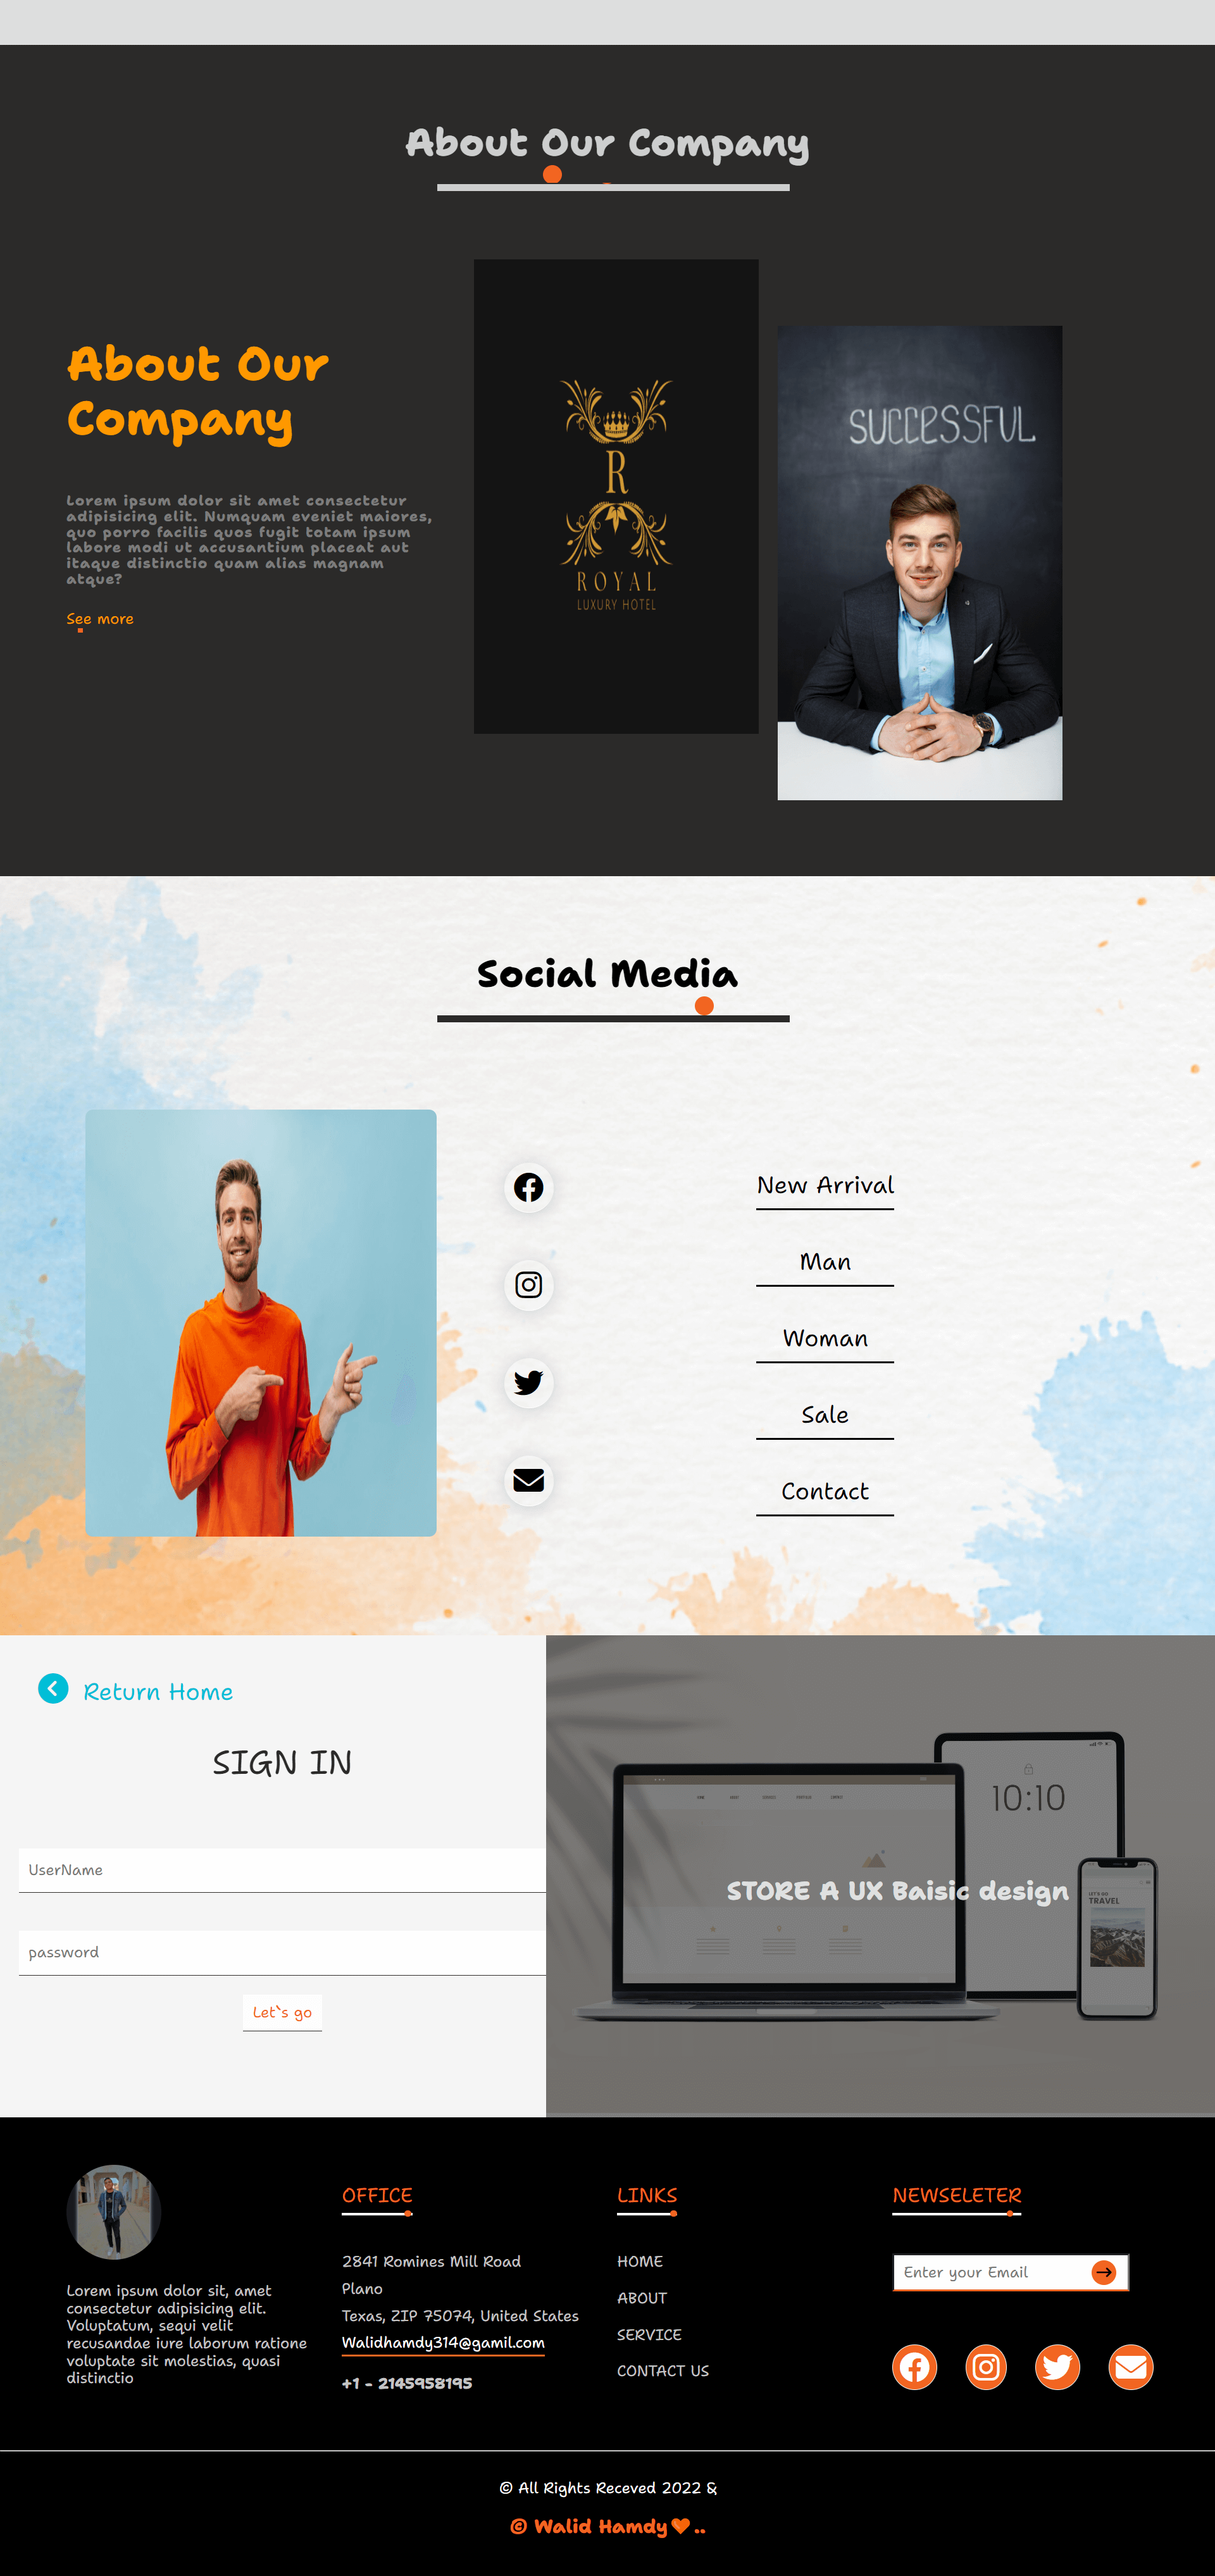 About Our Company
About Our
Company
Lorem ipsum dolor sit amet consectetur
adipisicing elit. Numquam eveniet maiores,
quo porro facilis quos fugit totam ipsum
labore modi ut accusantium placeat aut
itaque distinctio quam alias magnam
atque?
See more
R
ROYAL
LUXURY HOTEL
SUCCESSFUL
Social Media
New Arrival
Man
Woman
Sale
Contact
Return Home
SIGN IN
UserName
password
Let`s go
10:10
STORE A UX Baisic design
LET'S GO
TRAVEL
Lorem ipsum dolor sit, amet
consectetur adipisicing elit.
Voluptatum, sequi velit
recusandae iure laborum ratione
voluptate sit molestias, quasi
distinctio
OFFICE
2841 Romines Mill Road
Plano
Texas, ZIP 75074, United States
Walidhamdy314@gamil.com
+1 - 2145958195
LINKS
HOME
ABOUT
SERVICE
CONTACT US
NEWSELETER
Enter your Email
© All Rights Receved 2022 &
© Walid Hamdy🧡..